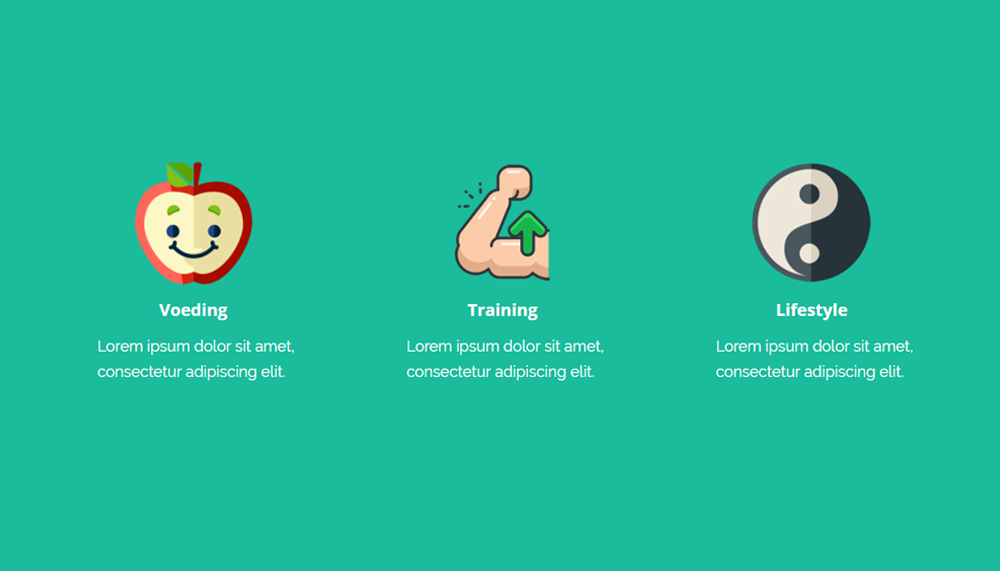 Voeding
Lorem ipsum dolor sit amet,
consectetur adipiscing elit.
Training
Lorem ipsum dolor sit amet,
consectetur adipiscing elit.
Lifestyle
Lorem ipsum dolor sit amet,
consectetur adipiscing elit.